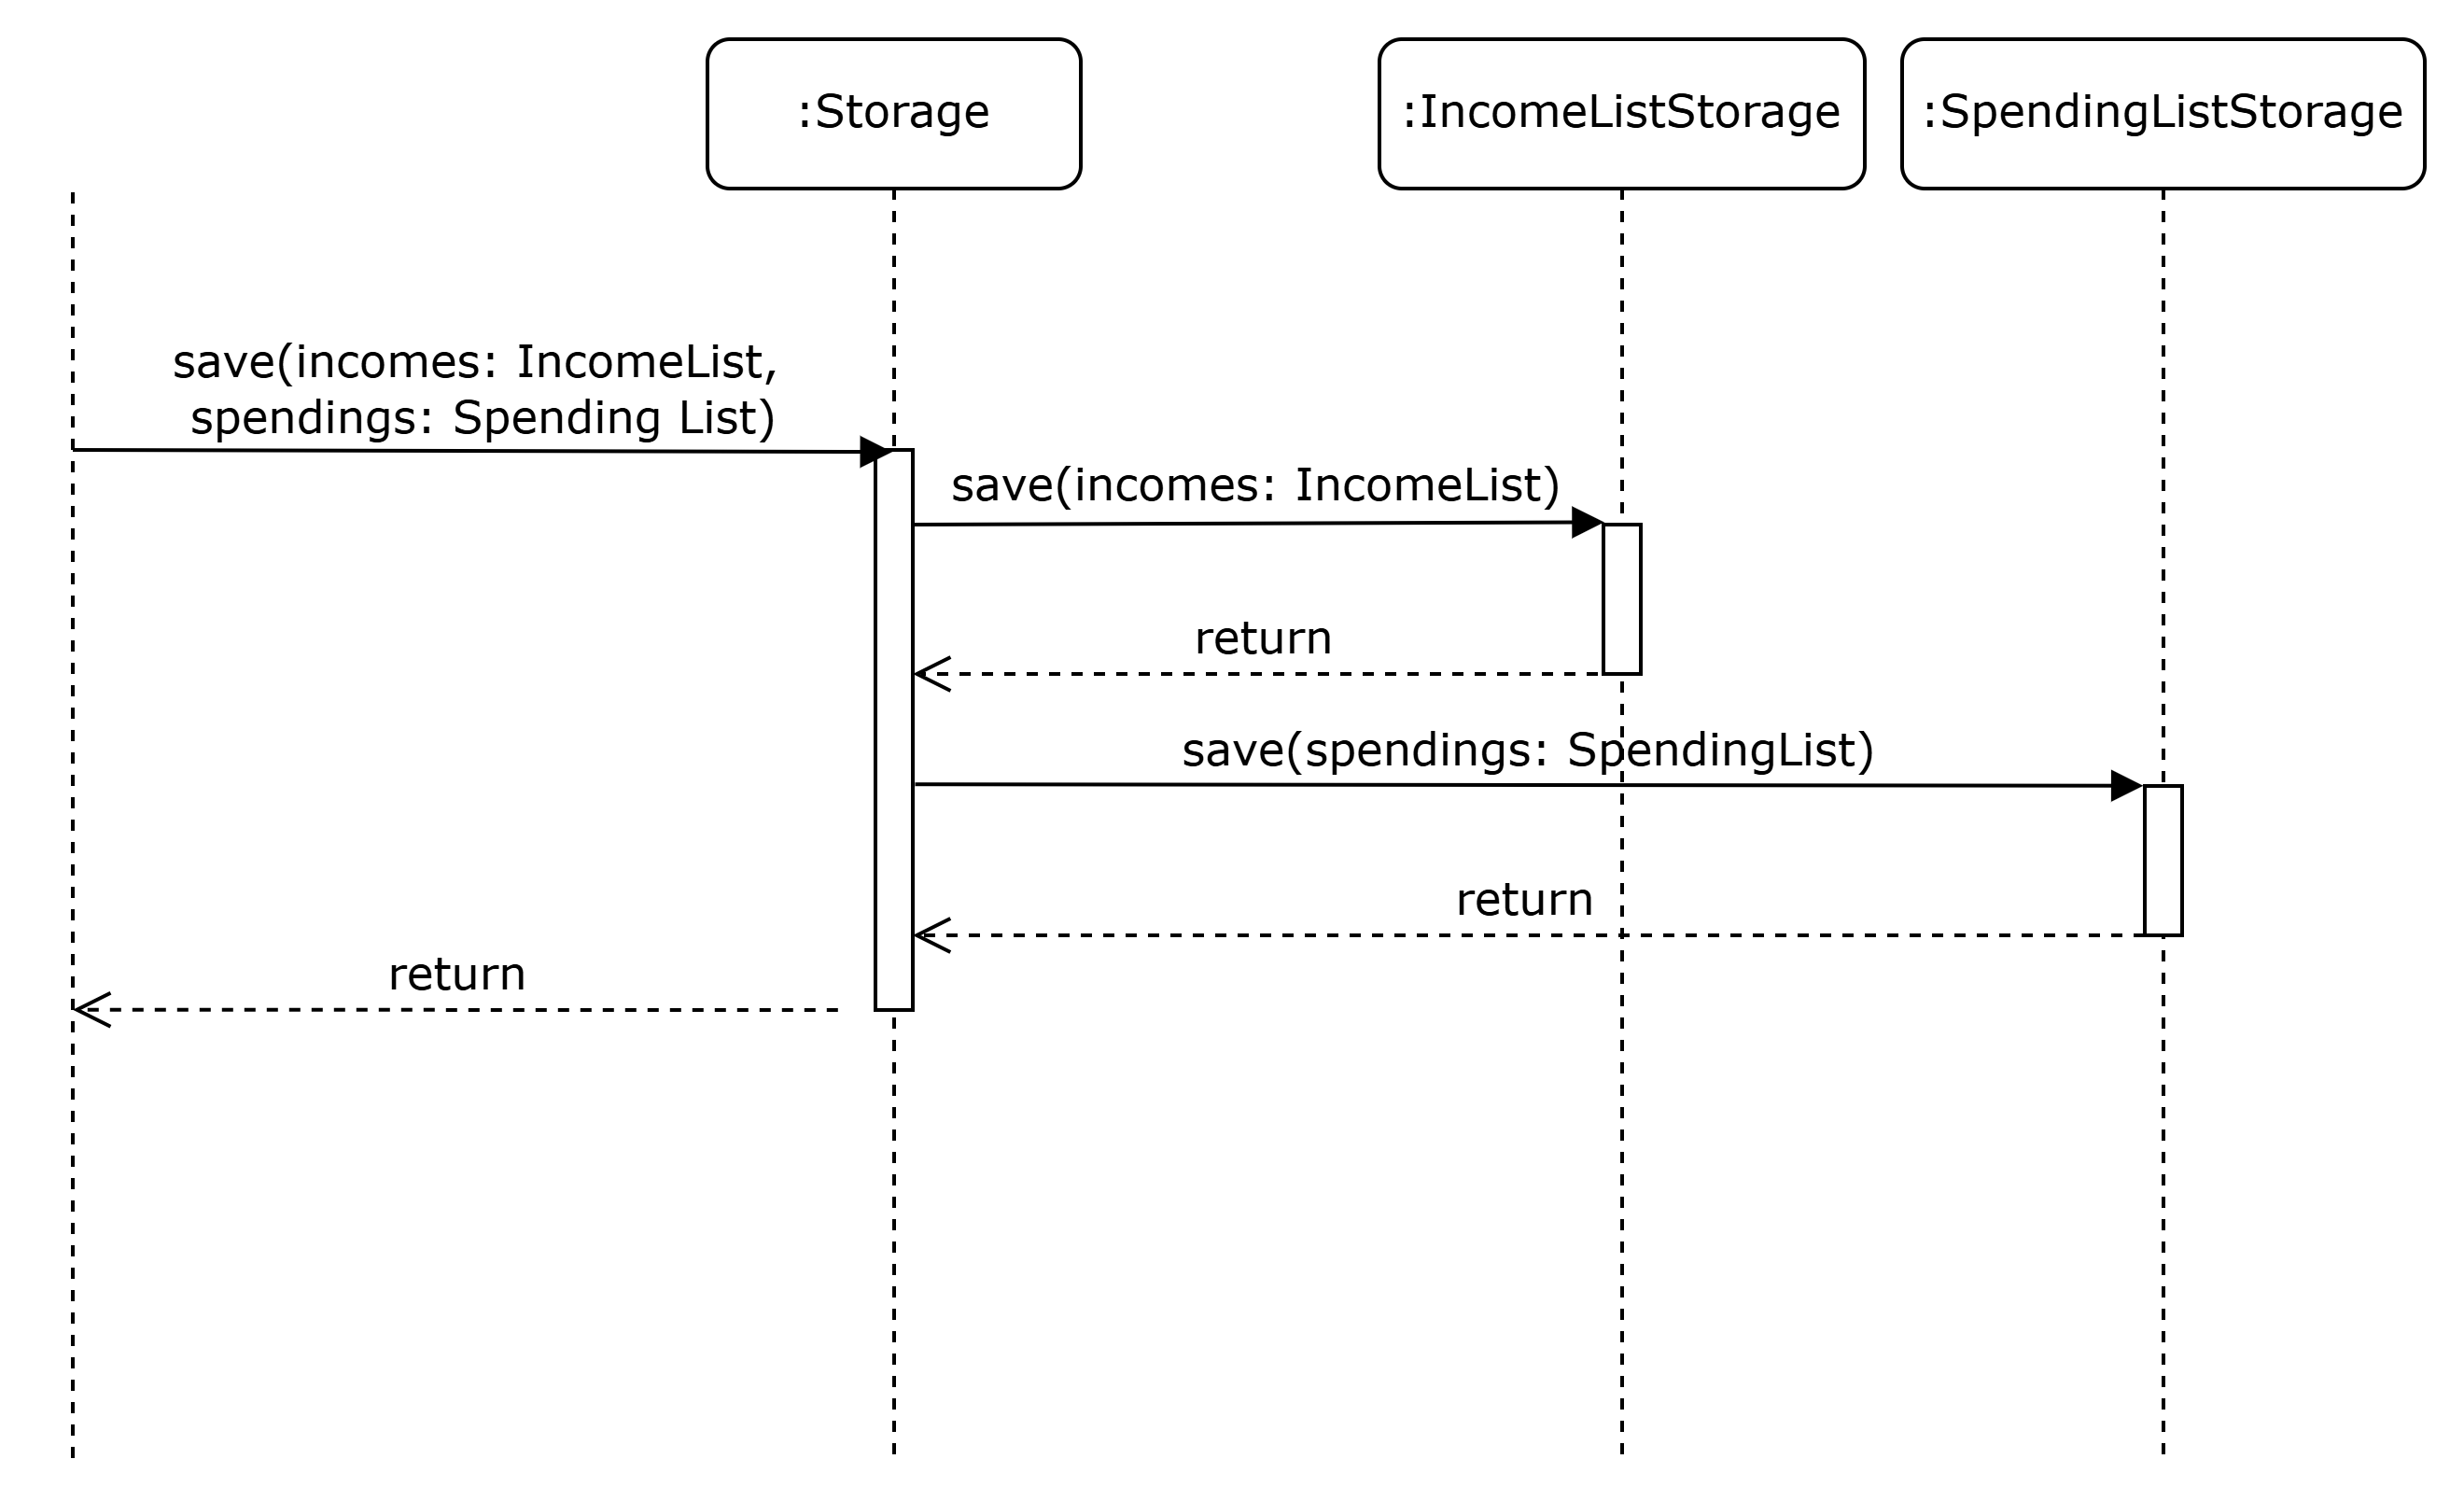 :Storage
:IncomeListStorage
:SpendingListStorage
save(incomes: IncomeList,
spendings: Spending List)
save(incomes: IncomeList)
return
save(spendings: SpendingList)
return
return